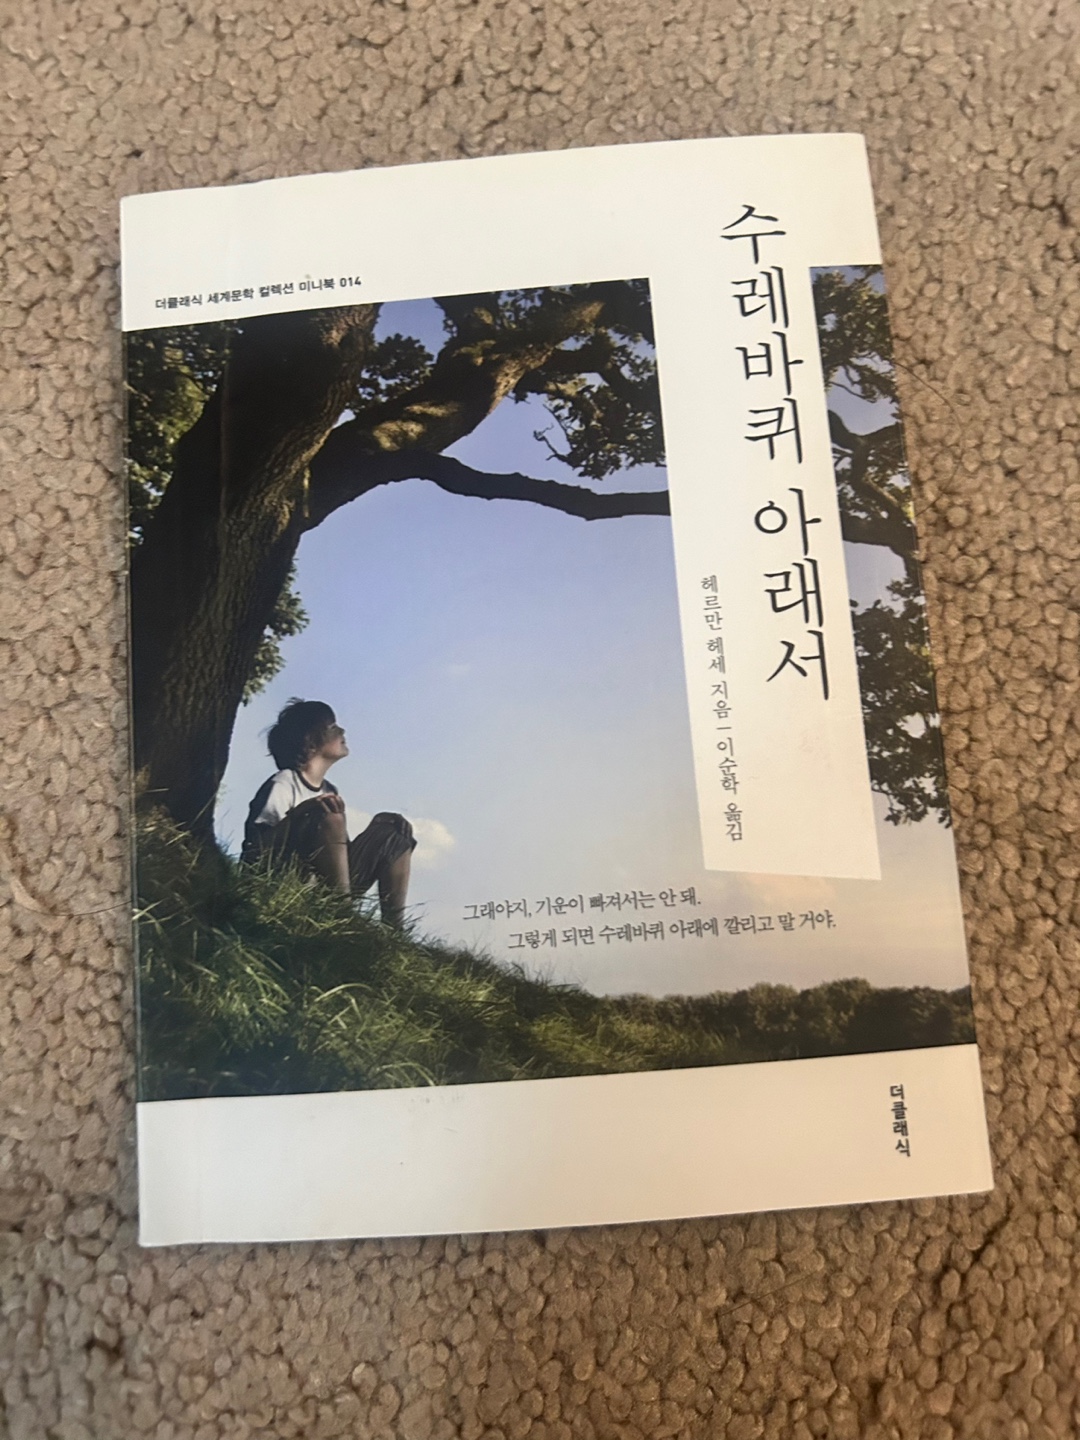 더클래식 세계문학 컬렉션 미니북 014
수레바퀴 아래서
헤르만 헤세 지음 | 이순학 옮김
그래야지, 기운이 빠져서는 안 돼.
그렇게 되면 수레바퀴 아래에 깔리고 말 거야.
더클래식